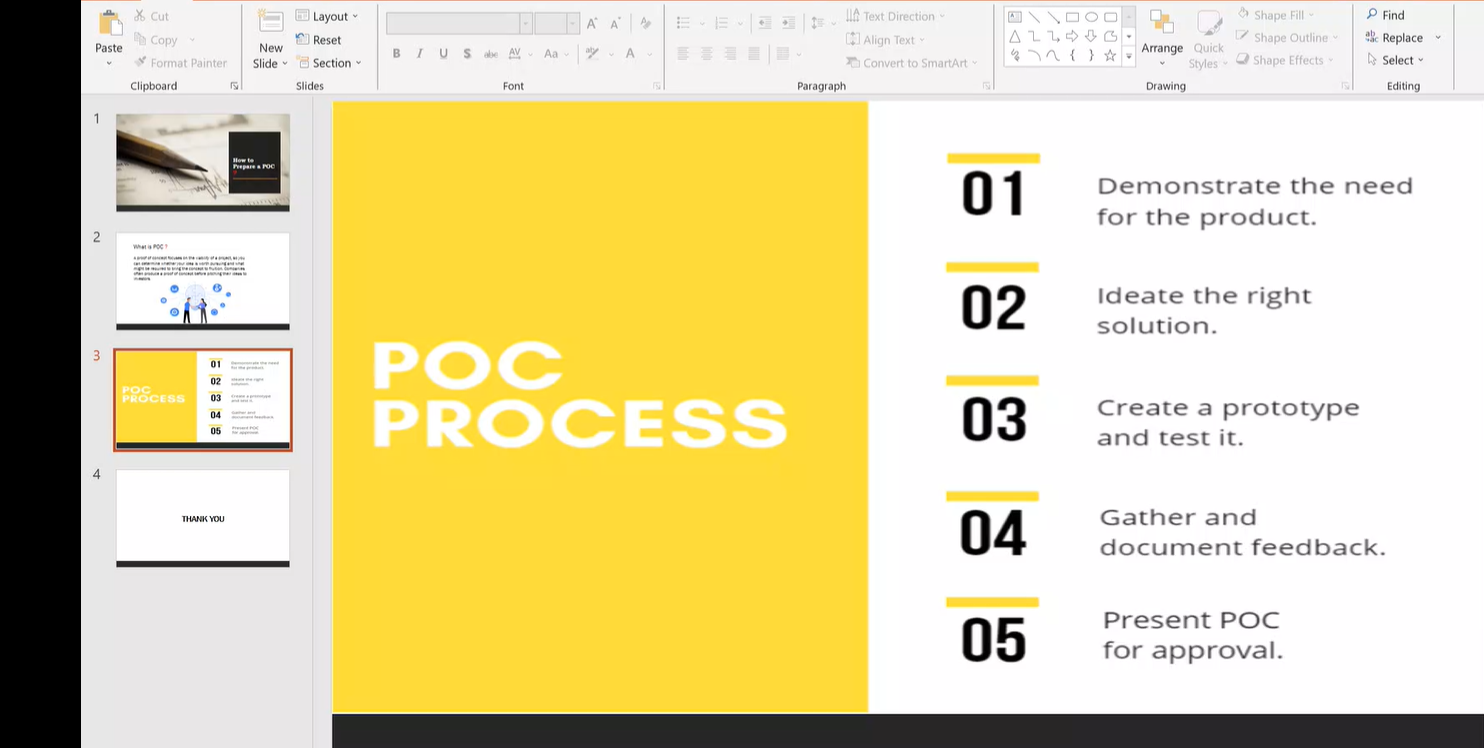 Cut
Layout
Paste
Copy
New
Slide
Reset
Format Painter
Section
Clipboard
Slides
B I U S abc AV Aa A
Font
Text Direction
Align Text
Convert to SmartArt
Paragraph
Arrange
Quick
Styles
Shape Fill
Shape Outline
Shape Effects
Drawing
Find
Replace
Select
Editing
1
How to
Prepare a POC
?
2
What is POC ?
A proof of concept focuses on the viability of a project, so you
can determine whether your idea is worth pursuing and what
might be required to bring the concept to fruition. Companies
often produce a proof of concept before pitching their ideas to
investors.
3
POC
PROCESS
01
Demonstrate the need
for the product.
02
Ideate the right
solution.
03
Create a prototype
and test it.
04
Gather and
document feedback.
05
Present POC
for approval.
4
THANK YOU
POC
PROCESS
01
Demonstrate the need
for the product.
02
Ideate the right
solution.
03
Create a prototype
and test it.
04
Gather and
document feedback.
05
Present POC
for approval.